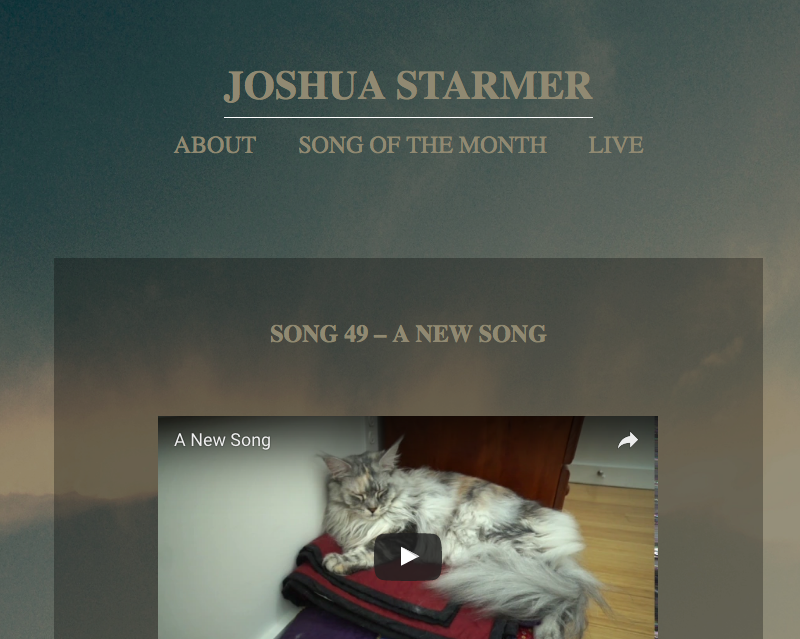 JOSHUA STARMER
ABOUT SONG OF THE MONTH LIVE
SONG 49 – A NEW SONG
A New Song